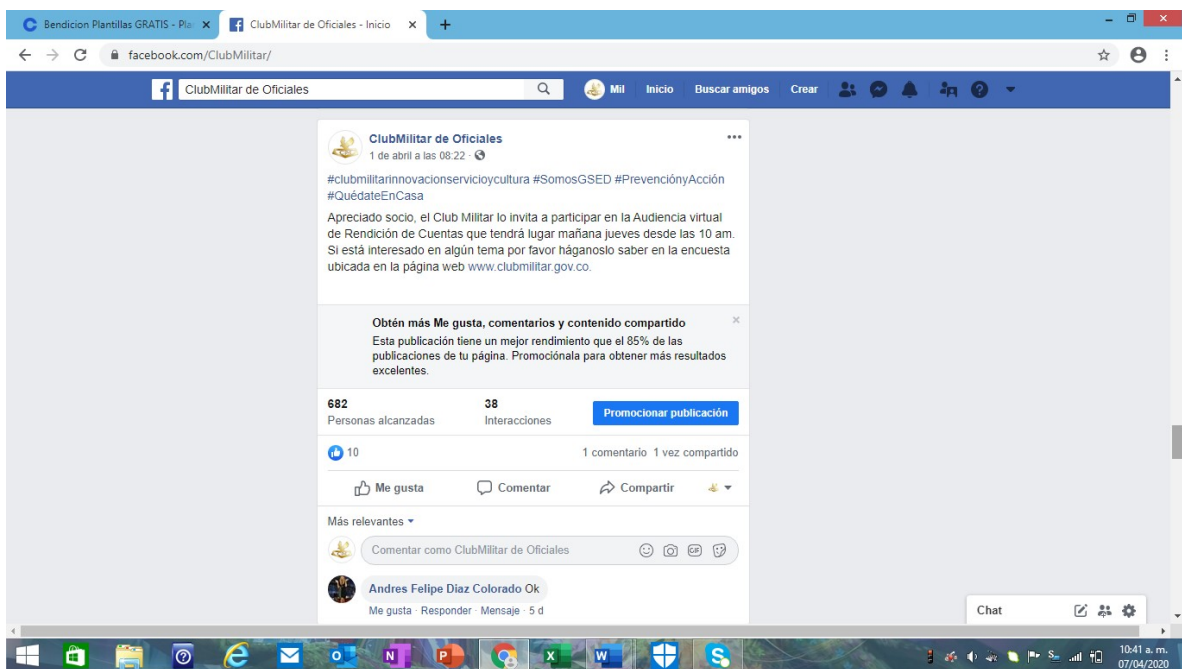 Bendicion Plantillas GRATIS - Pla
ClubMilitar de Oficiales - Inicio
facebook.com/ClubMilitar/
ClubMilitar de Oficiales
Mil Inicio Buscar amigos Crear
ClubMilitar de Oficiales
1 de abril a las 08:22 ·
#clubmilitarinnovacionservicioycultura #SomosGSED #PrevenciónyAcción
#QuédateEnCasa
Apreciado socio, el Club Militar lo invita a participar en la Audiencia virtual
de Rendición de Cuentas que tendrá lugar mañana jueves desde las 10 am.
Si está interesado en algún tema por favor háganoslo saber en la encuesta
ubicada en la página web www.clubmilitar.gov.co.
Obtén más Me gusta, comentarios y contenido compartido
Esta publicación tiene un mejor rendimiento que el 85% de las
publicaciones de tu página. Promociónala para obtener más resultados
excelentes.
682 38
Personas alcanzadas Interacciones
Promocionar publicación
10 1 comentario 1 vez compartido
Me gusta Comentar Compartir
Más relevantes
Comentar como ClubMilitar de Oficiales
GIF
Andres Felipe Diaz Colorado Ok
Me gusta · Responder · Mensaje · 5 d
Chat
10:41 a. m.
07/04/2020